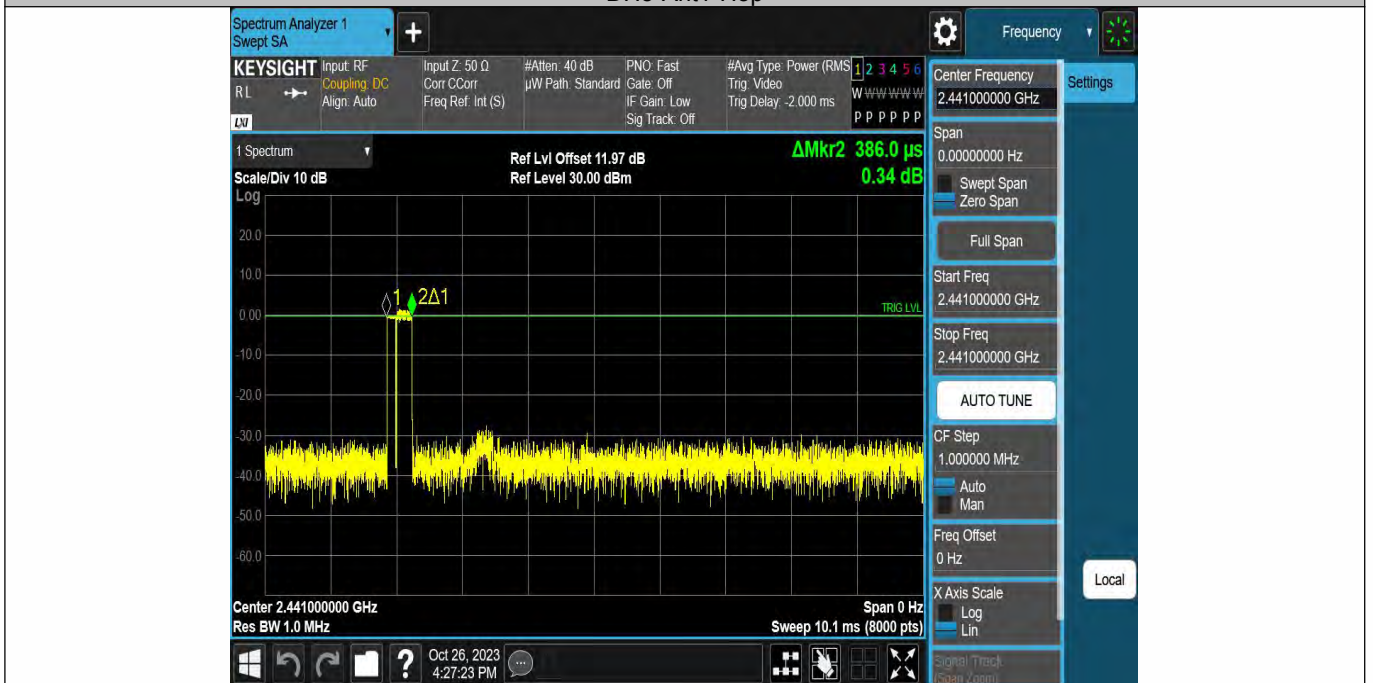 Spectrum Analyzer 1
Swept SA
Frequency
KEYSIGHT
RL
LXI
Input: RF
Coupling: DC
Align: Auto
Input Z: 50 Ω
Corr CCorr
Freq Ref: Int (S)
#Atten: 40 dB
µW Path: Standard
PNO: Fast
Gate: Off
IF Gain: Low
Sig Track: Off
#Avg Type: Power (RMS
Trig: Video
Trig Delay: -2.000 ms
1 2 3 4 5 6
W W W W W W
P P P P P P
1 Spectrum
Scale/Div 10 dB
Log
Ref Lvl Offset 11.97 dB
Ref Level 30.00 dBm
ΔMkr2 386.0 µs
0.34 dB
20.0
10.0
0.00
-10.0
-20.0
-30.0
-40.0
-50.0
-60.0
1
2Δ1
TRIG LVL
Center 2.441000000 GHz
Res BW 1.0 MHz
Span 0 Hz
Sweep 10.1 ms (8000 pts)
Center Frequency
2.441000000 GHz
Settings
Span
0.00000000 Hz
Swept Span
Zero Span
Full Span
Start Freq
2.441000000 GHz
Stop Freq
2.441000000 GHz
AUTO TUNE
CF Step
1.000000 MHz
Auto
Man
Freq Offset
0 Hz
X Axis Scale
Log
Lin
Local
Signal Track
(Span Zoom)
?
Oct 26, 2023
4:27:23 PM